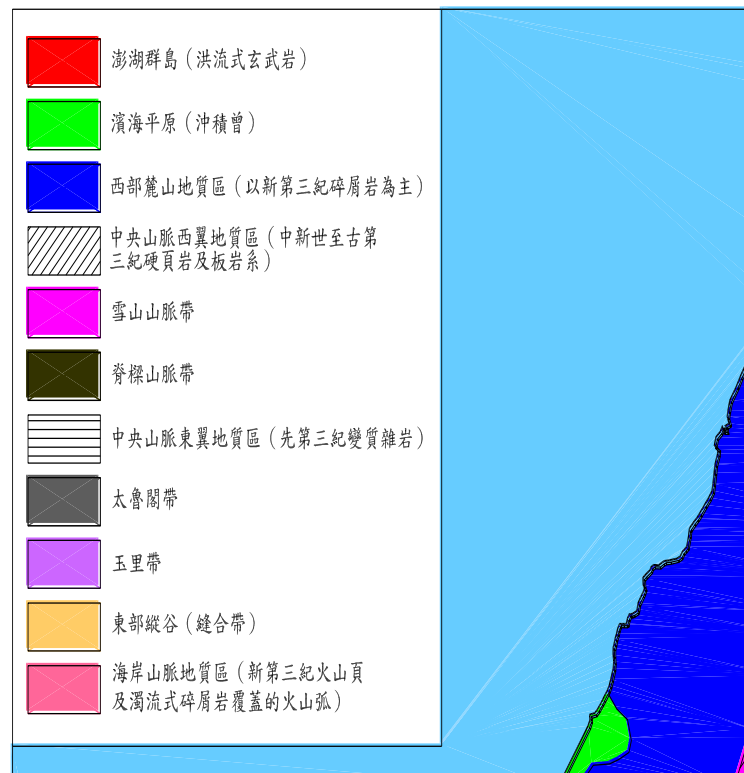 澎湖群島（洪流式玄武岩）
濱海平原（沖積曾）
西部麓山地質區（以新第三紀碎屑岩為主）
中央山脈西翼地質區（中新世至古第
三紀硬頁岩及板岩系）
雪山山脈帶
脊樑山脈帶
中央山脈東翼地質區（先第三紀變質雜岩）
太魯閣帶
玉里帶
東部縱谷（縫合帶）
海岸山脈地質區（新第三紀火山頁
及濁流式碎屑岩覆蓋的火山弧）